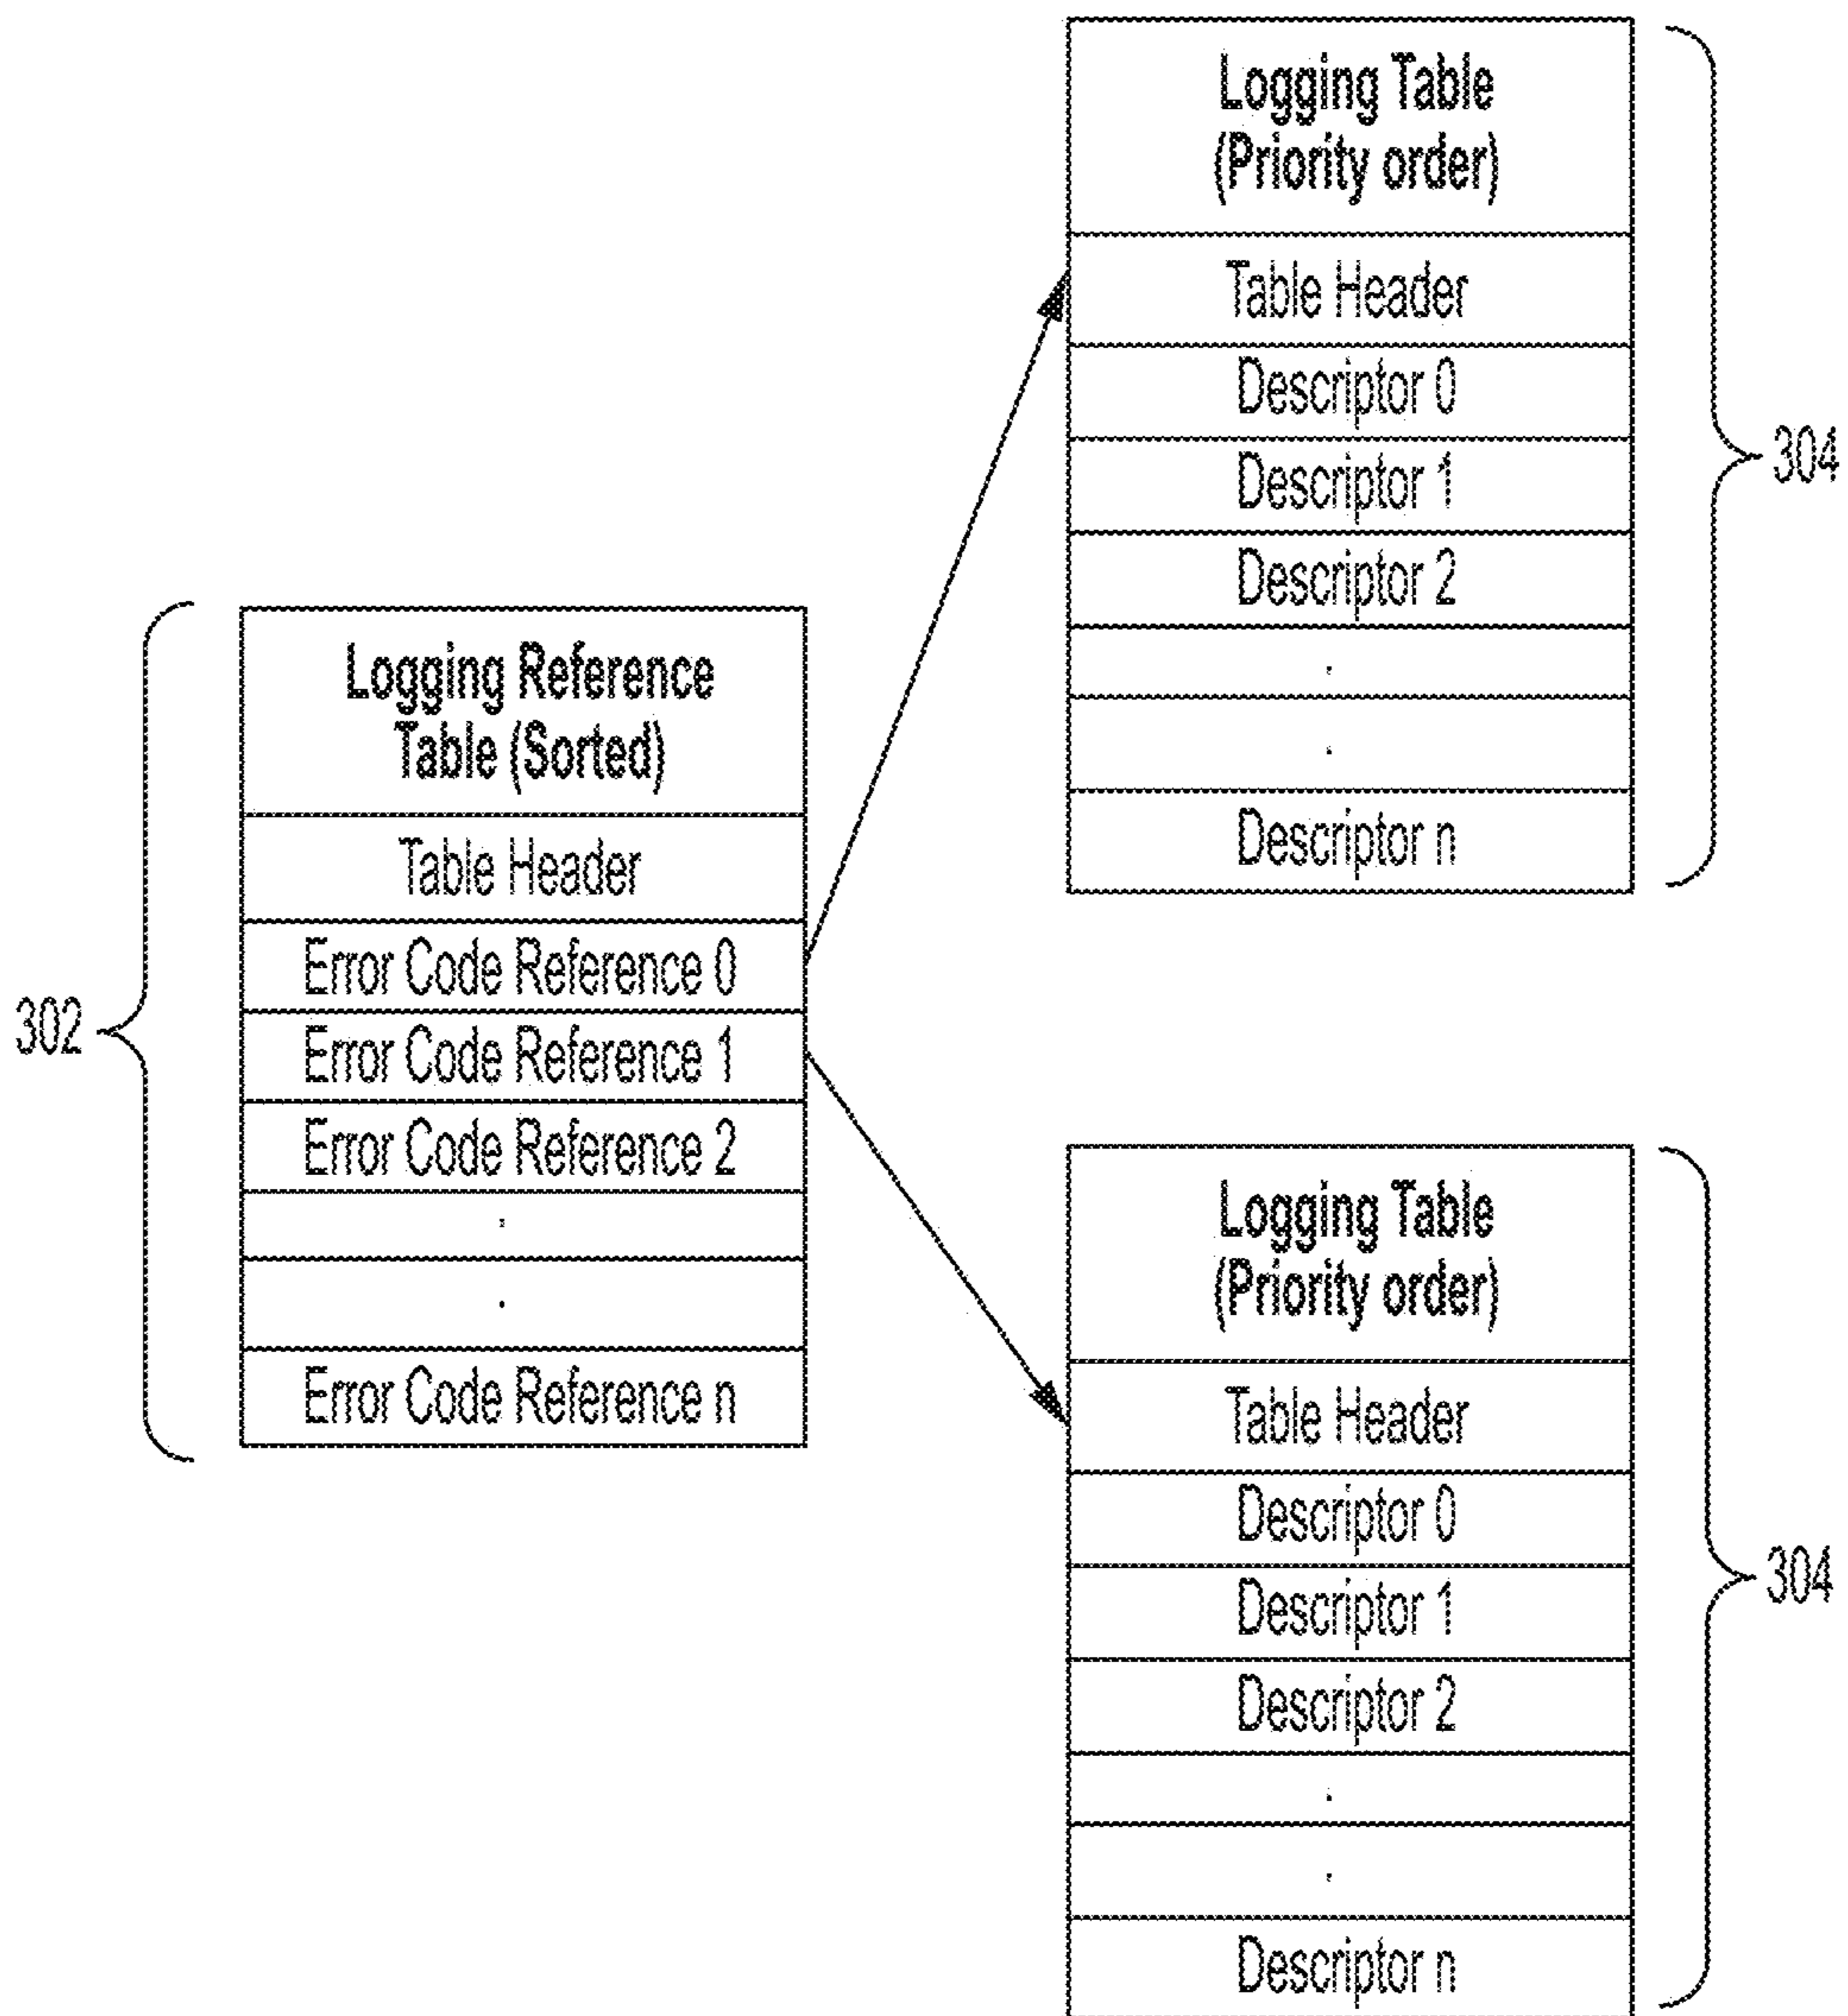 302
Logging Reference
Table (Sorted)
Table Header
Error Code Reference 0
Error Code Reference 1
Error Code Reference 2
.
.
Error Code Reference n
Logging Table
(Priority order)
Table Header
Descriptor 0
Descriptor 1
Descriptor 2
.
.
Descriptor n
304
Logging Table
(Priority order)
Table Header
Descriptor 0
Descriptor 1
Descriptor 2
.
.
Descriptor n
304